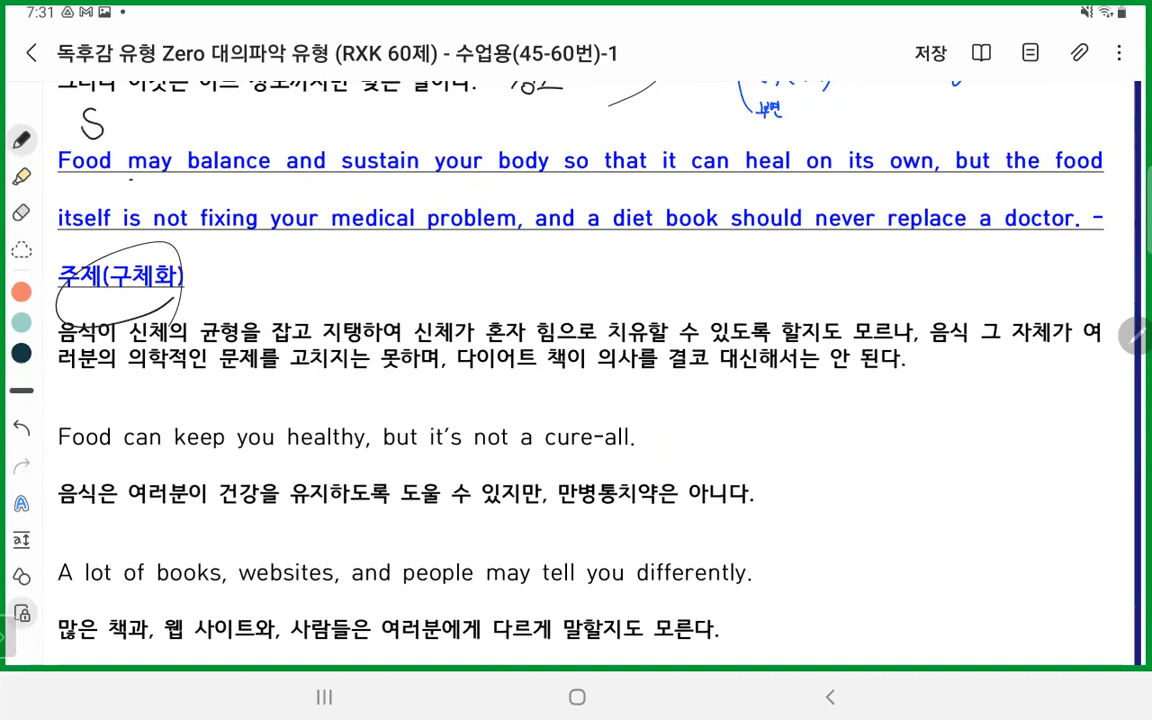 7:31
독후감 유형 Zero 대의파악 유형 (RXK 60제) - 수업용(45-60번)-1 저장
S
부면
Food may balance and sustain your body so that it can heal on its own, but the food
itself is not fixing your medical problem, and a diet book should never replace a doctor. -
주제(구체화)
음식이 신체의 균형을 잡고 지탱하여 신체가 혼자 힘으로 치유할 수 있도록 할지도 모르나, 음식 그 자체가 여
러분의 의학적인 문제를 고치지는 못하며, 다이어트 책이 의사를 결코 대신해서는 안 된다.
Food can keep you healthy, but it's not a cure-all.
음식은 여러분이 건강을 유지하도록 도울 수 있지만, 만병통치약은 아니다.
A lot of books, websites, and people may tell you differently.
많은 책과, 웹 사이트와, 사람들은 여러분에게 다르게 말할지도 모른다.